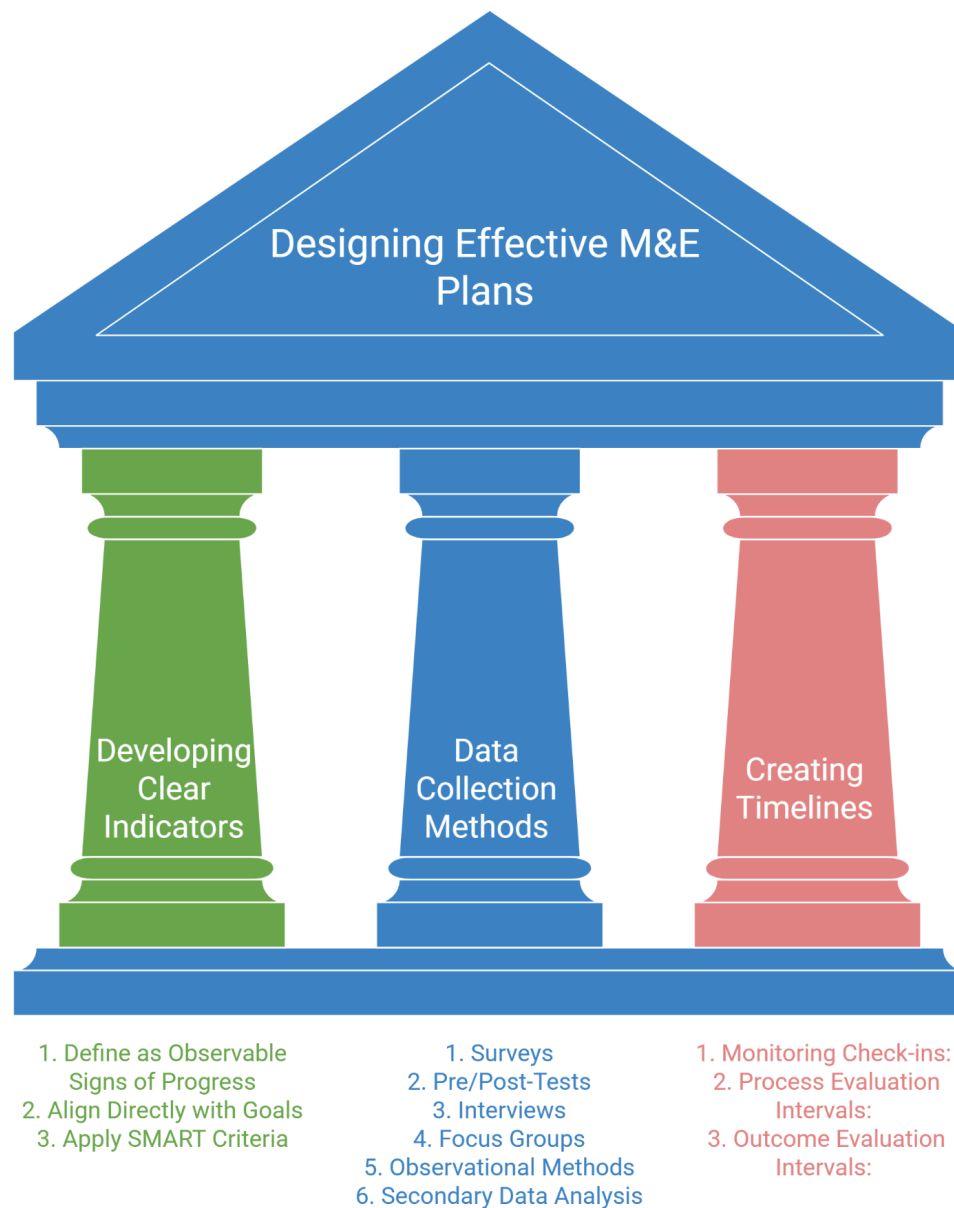 Designing Effective M&E
Plans
Developing
Clear
Indicators
Data
Collection
Methods
Creating
Timelines
1. Define as Observable
Signs of Progress
2. Align Directly with Goals
3. Apply SMART Criteria
1. Surveys
2. Pre/Post-Tests
3. Interviews
4. Focus Groups
5. Observational Methods
6. Secondary Data Analysis
1. Monitoring Check-ins:
2. Process Evaluation
Intervals:
3. Outcome Evaluation
Intervals: